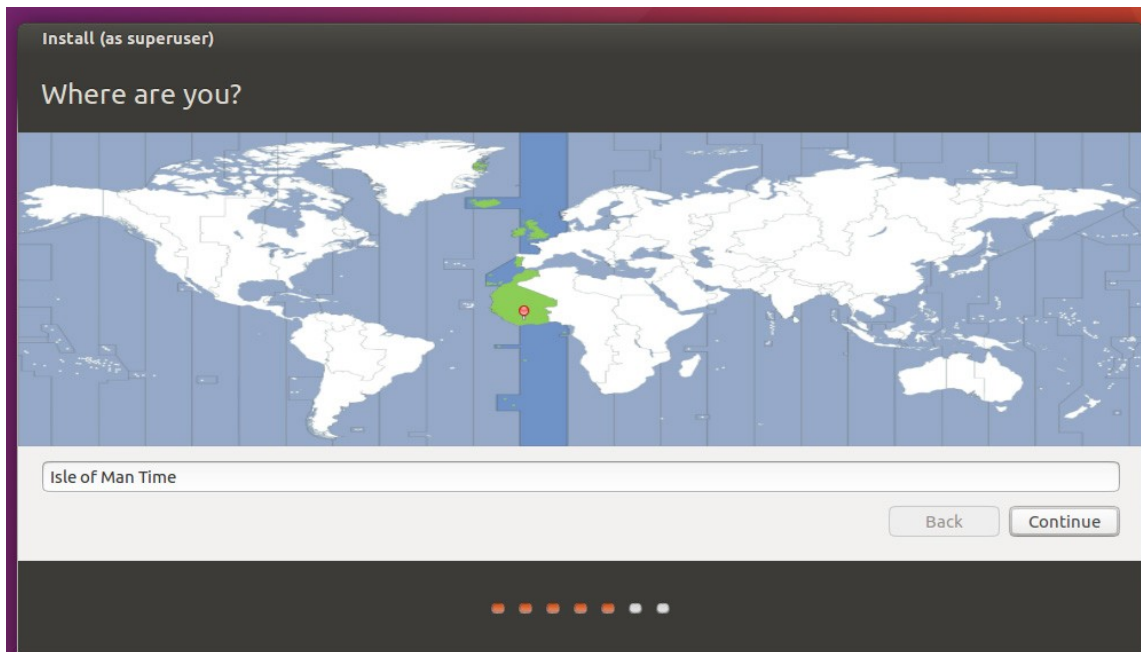 Install (as superuser)
Where are you?
Isle of Man Time
Back
Continue